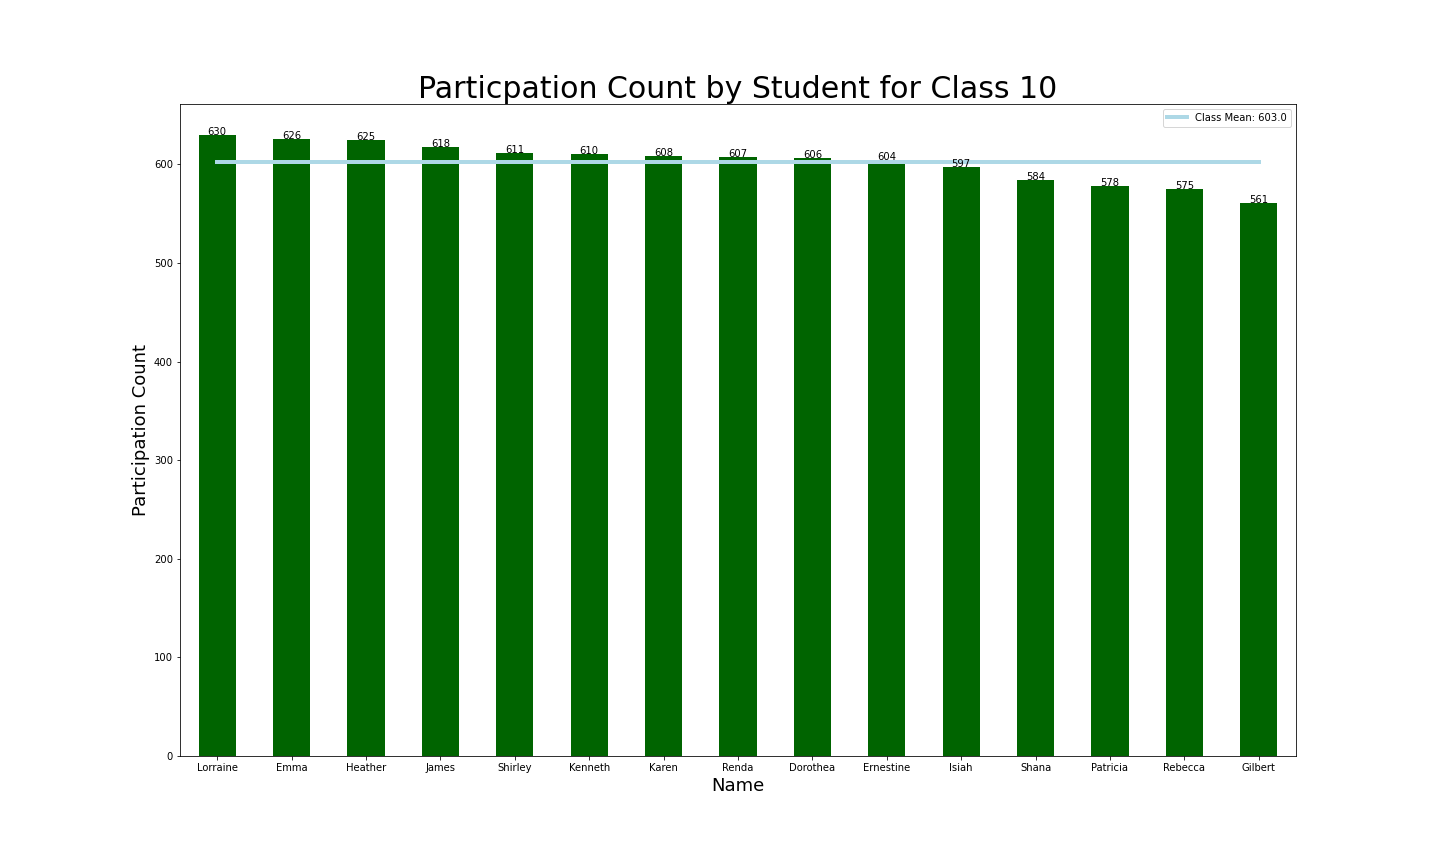 Particpation Count by Student for Class 10
Class Mean: 603.0
630 626 625 618 611 610 608 607 606 604 597 584 578 575 561
600
500
400
300
200
100
0
Participation Count
Lorraine Emma Heather James Shirley Kenneth Karen Renda Dorothea Ernestine Isiah Shana Patricia Rebecca Gilbert
Name